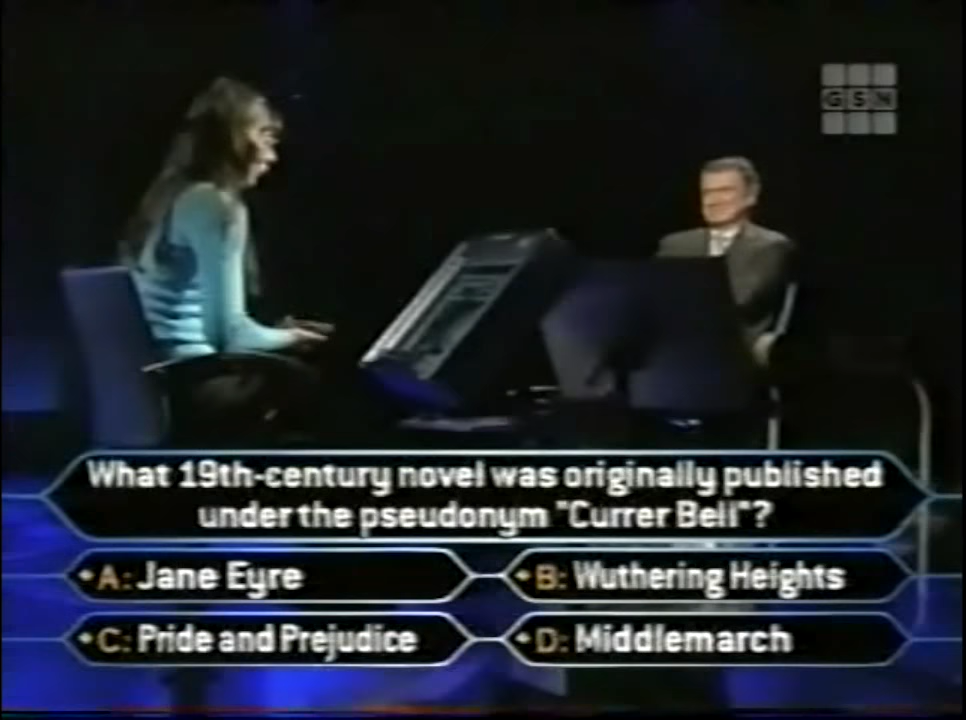 GSN
What 19th-century novel was originally published
under the pseudonym "Currer Bell"?
A: Jane Eyre
B: Wuthering Heights
C: Pride and Prejudice
D: Middlemarch